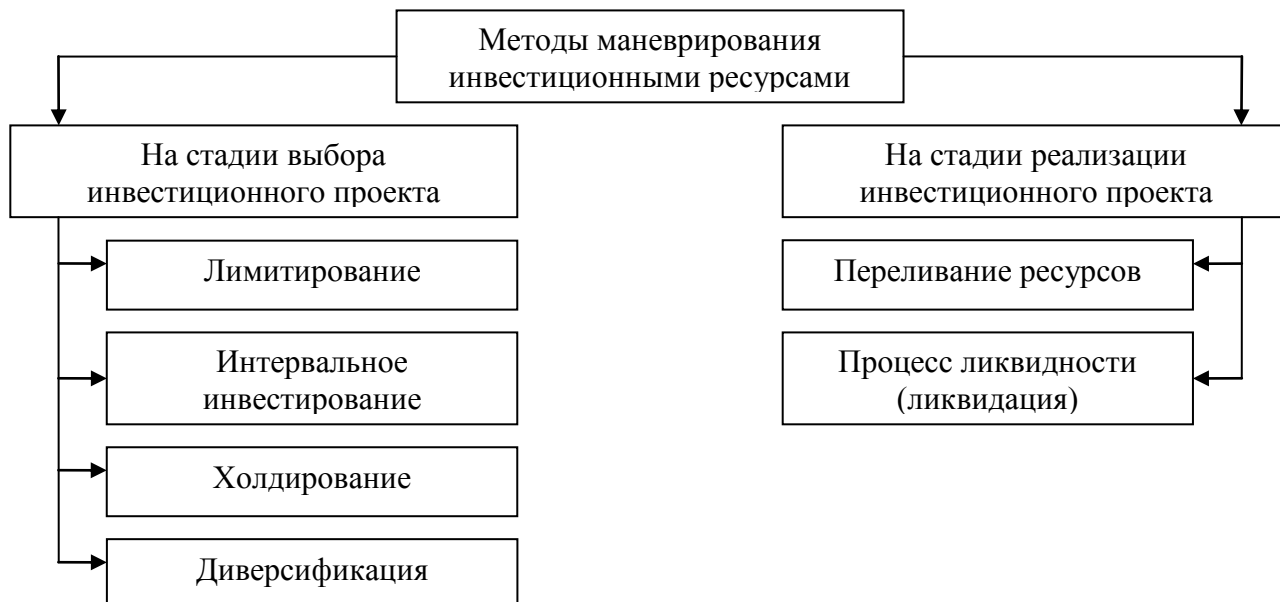 Методы маневрирования
инвестиционными ресурсами
На стадии выбора
инвестиционного проекта
Лимитирование
Интервальное
инвестирование
Холдирование
Диверсификация
На стадии реализации
инвестиционного проекта
Переливание ресурсов
Процесс ликвидности
(ликвидация)